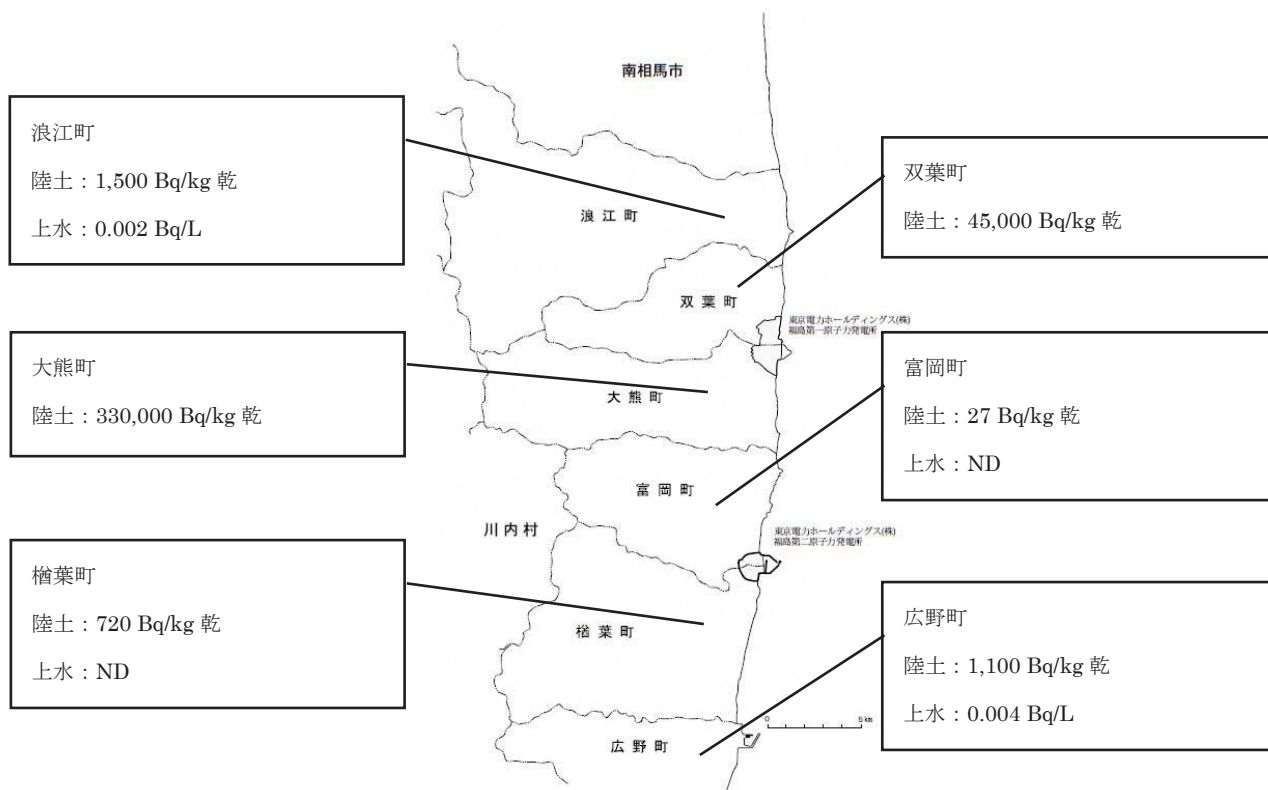 南相馬市
浪江町
陸土：1,500 Bq/kg 乾
上水：0.002 Bq/L
双葉町
陸土：45,000 Bq/kg 乾
浪江町
双葉町
東京電力ホールディングス(株)
福島第一原子力発電所
大熊町
陸土：330,000 Bq/kg 乾
富岡町
陸土：27 Bq/kg 乾
上水：ND
大熊町
富岡町
川内村
東京電力ホールディングス(株)
福島第二原子力発電所
楢葉町
陸土：720 Bq/kg 乾
上水：ND
広野町
陸土：1,100 Bq/kg 乾
上水：0.004 Bq/L
楢葉町
0 5 km
広野町